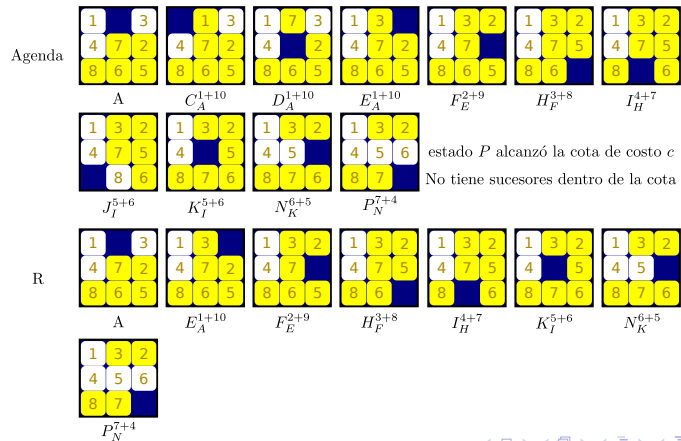 1 3 1 3 1 7 3 1 3 1 3 2 1 3 2 1 3 2
Agenda 4 7 2 4 7 2 4 2 4 7 2 4 7 4 7 5 4 7 5
8 6 5 8 6 5 8 6 5 8 6 5 8 6 5 8 6 8 6
A C_A^{1+10} D_A^{1+10} E_A^{1+10} F_E^{2+9} H_F^{3+8} I_H^{4+7}
1 3 2 1 3 2 1 3 2 1 3 2
4 7 5 4 5 4 5 4 5 6 estado P alcanzó la cota de costo c
8 6 8 7 6 8 7 6 8 7 No tiene sucesores dentro de la cota
J_I^{5+6} K_I^{5+6} N_K^{6+5} P_N^{7+4}
1 3 1 3 1 3 2 1 3 2 1 3 2 1 3 2 1 3 2
R 4 7 2 4 7 2 4 7 4 7 5 4 7 5 4 5 4 5
8 6 5 8 6 5 8 6 5 8 6 8 6 8 7 6 8 7 6
A E_A^{1+10} F_E^{2+9} H_F^{3+8} I_H^{4+7} K_I^{5+6} N_K^{6+5}
1 3 2
4 5 6
8 7
P_N^{7+4}